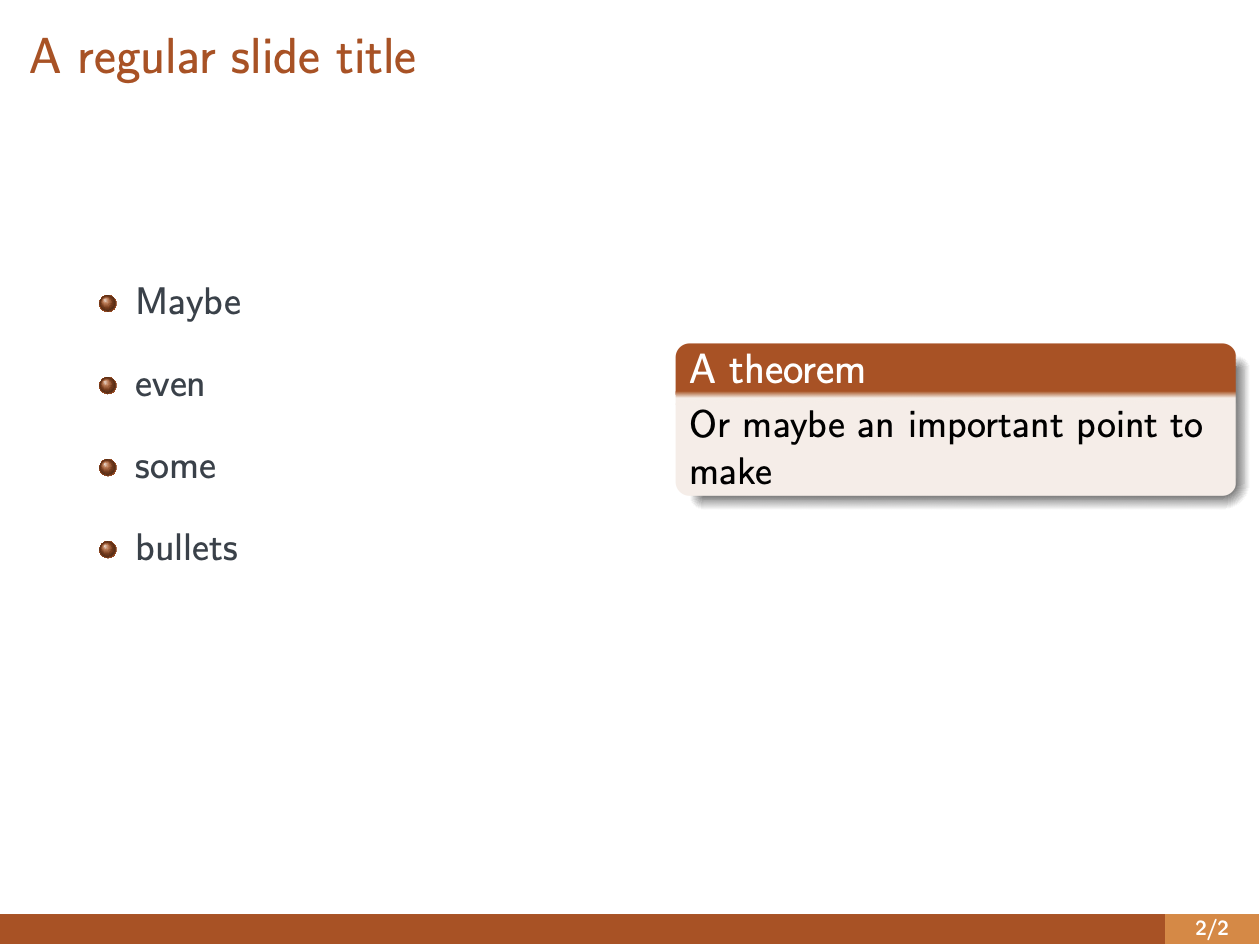 A regular slide title
Maybe
even
some
bullets
A theorem
Or maybe an important point to
make
2/2